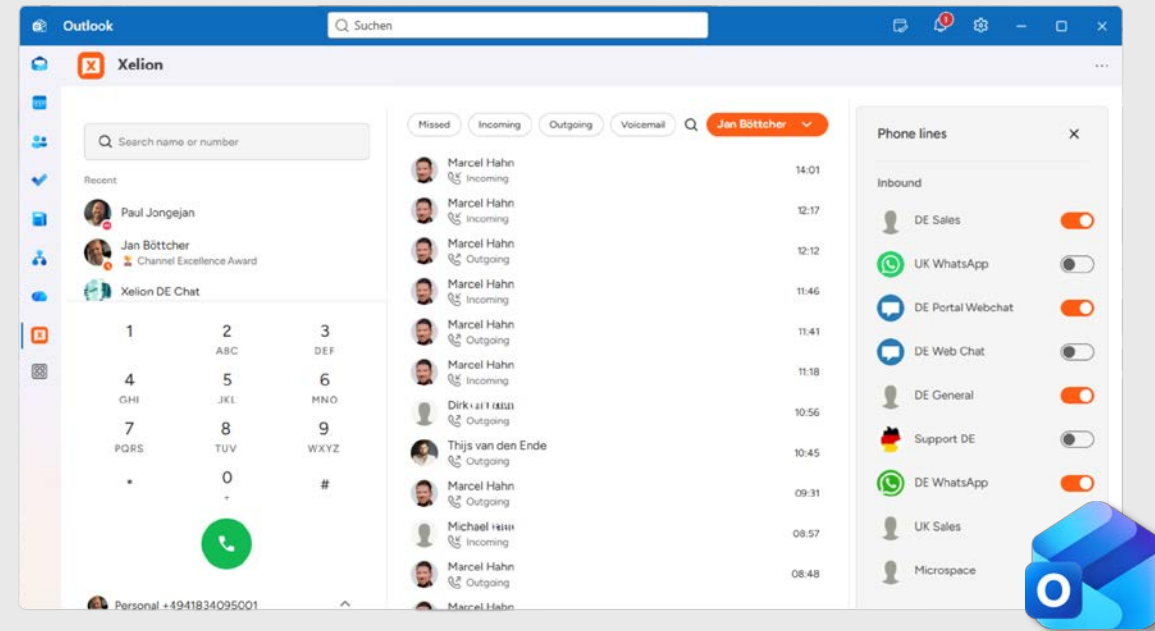 Outlook
Suchen
1
Xelion
Search name or number
Recent
Paul Jongejan
Jan Böttcher
Channel Excellence Award
Xelion DE Chat
1
2
3
ABC
DEF
4
5
6
GHI
JKL
MNO
7
8
9
PQRS
TUV
WXYZ
*
0
#
+
Personal +4941834095001
Missed
Incoming
Outgoing
Voicemail
Jan Böttcher
Marcel Hahn
Incoming
14:01
Marcel Hahn
Incoming
12:17
Marcel Hahn
Outgoing
12:12
Marcel Hahn
Incoming
11:46
Marcel Hahn
Outgoing
11:41
Marcel Hahn
Incoming
11:18
Dirk
Outgoing
10:56
Thijs van den Ende
Outgoing
10:45
Marcel Hahn
Outgoing
09:31
Michael
Incoming
08:57
Marcel Hahn
Outgoing
08:48
Marcel Hahn
Phone lines
Inbound
DE Sales
UK WhatsApp
DE Portal Webchat
DE Web Chat
DE General
Support DE
DE WhatsApp
UK Sales
Microspace
O